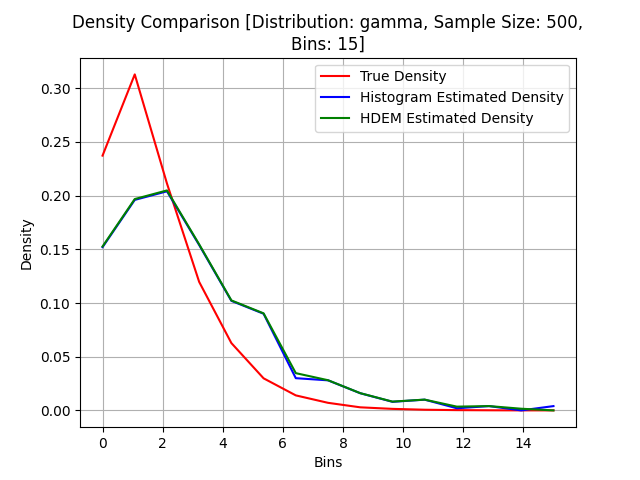 Density Comparison [Distribution: gamma, Sample Size: 500,
Bins: 15]
True Density
Histogram Estimated Density
HDEM Estimated Density
Density
0.30
0.25
0.20
0.15
0.10
0.05
0.00
0 2 4 6 8 10 12 14
Bins